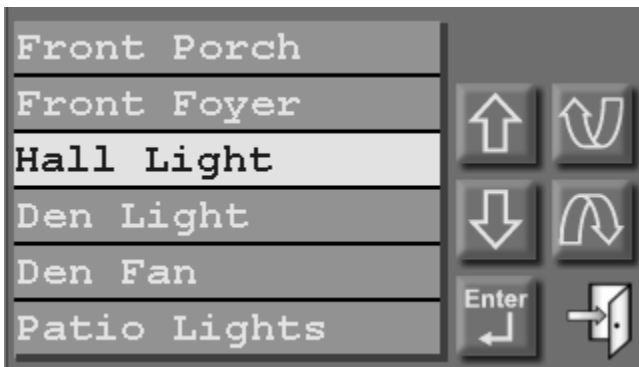 Front Porch
Front Foyer
Hall Light
Den Light
Den Fan
Patio Lights
Enter